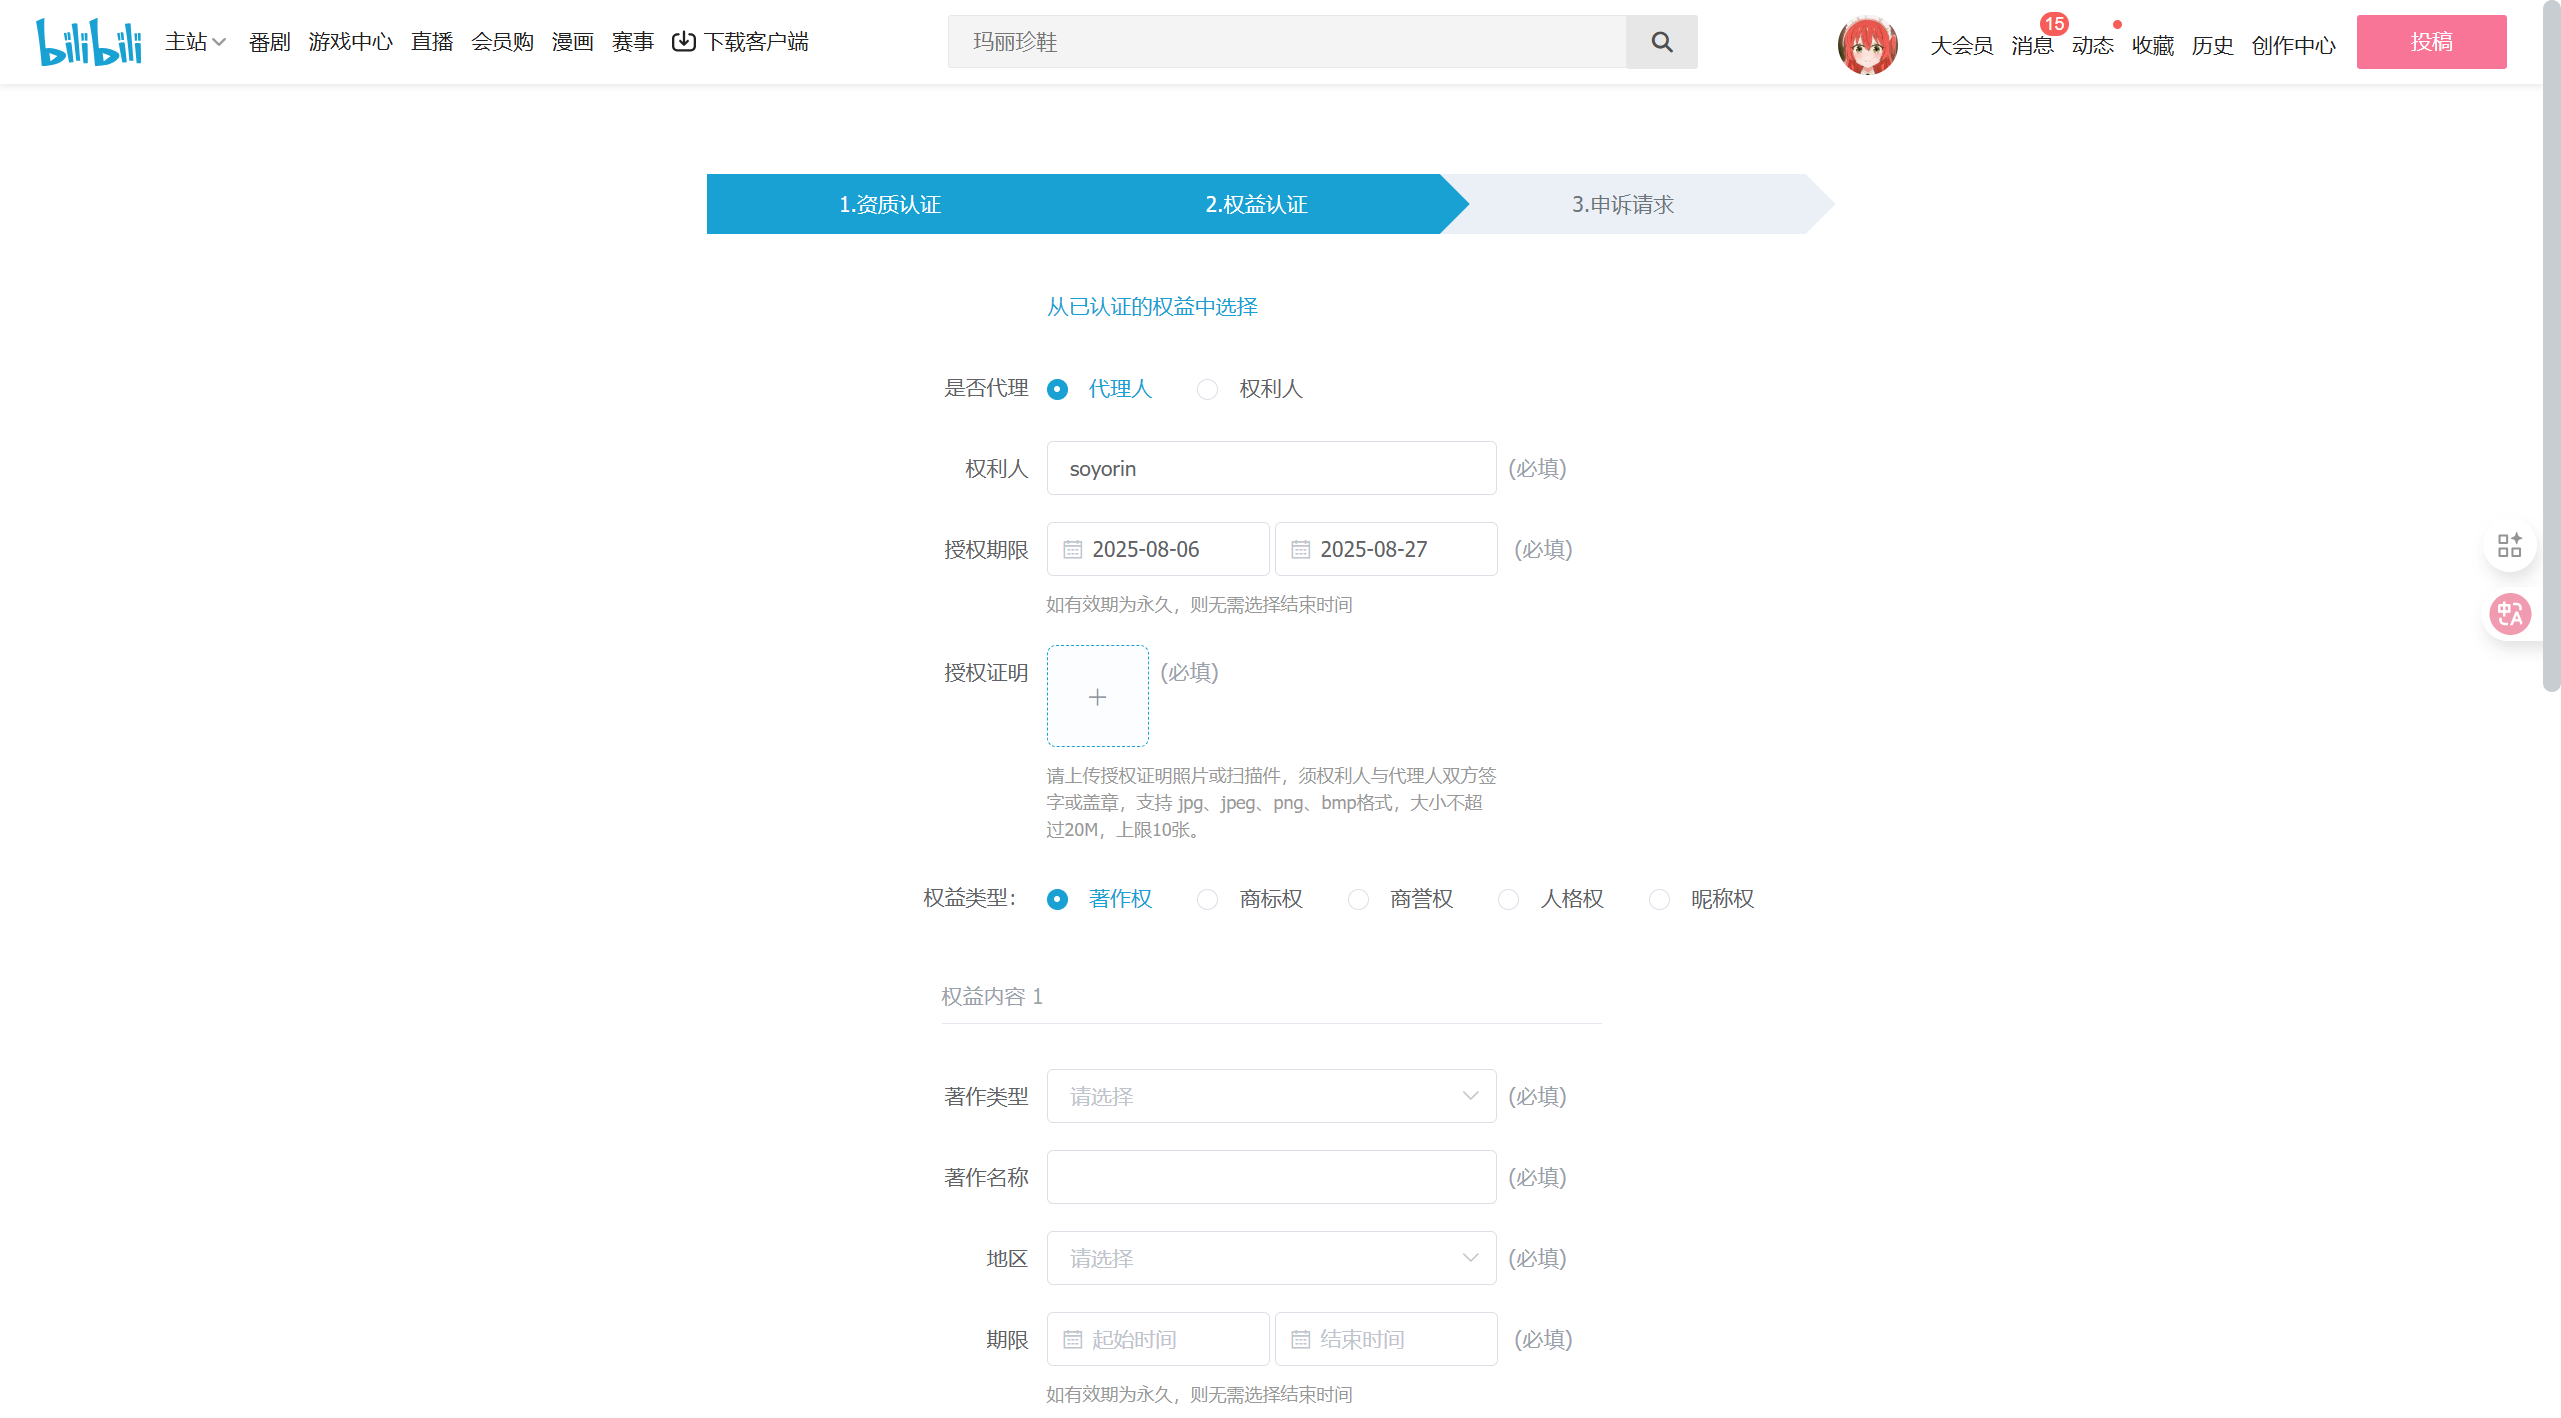 bilibili 主站 番剧 游戏中心 直播 会员购 漫画 赛事 下载客户端 玛丽珍鞋 大会员 消息 15 动态 收藏 历史 创作中心 投稿
1.资质认证 2.权益认证 3.申诉请求
从已认证的权益中选择
是否代理 代理人 权利人
权利人 soyorin (必填)
授权期限 2025-08-06 2025-08-27 (必填)
如有效期为永久，则无需选择结束时间
授权证明 + (必填)
请上传授权证明照片或扫描件，须权利人与代理人双方签
字或盖章，支持 jpg、jpeg、png、bmp格式，大小不超
过20M，上限10张。
权益类型： 著作权 商标权 商誉权 人格权 昵称权
权益内容 1
著作类型 请选择 (必填)
著作名称 (必填)
地区 请选择 (必填)
期限 起始时间 结束时间 (必填)
如有效期为永久，则无需选择结束时间
中A